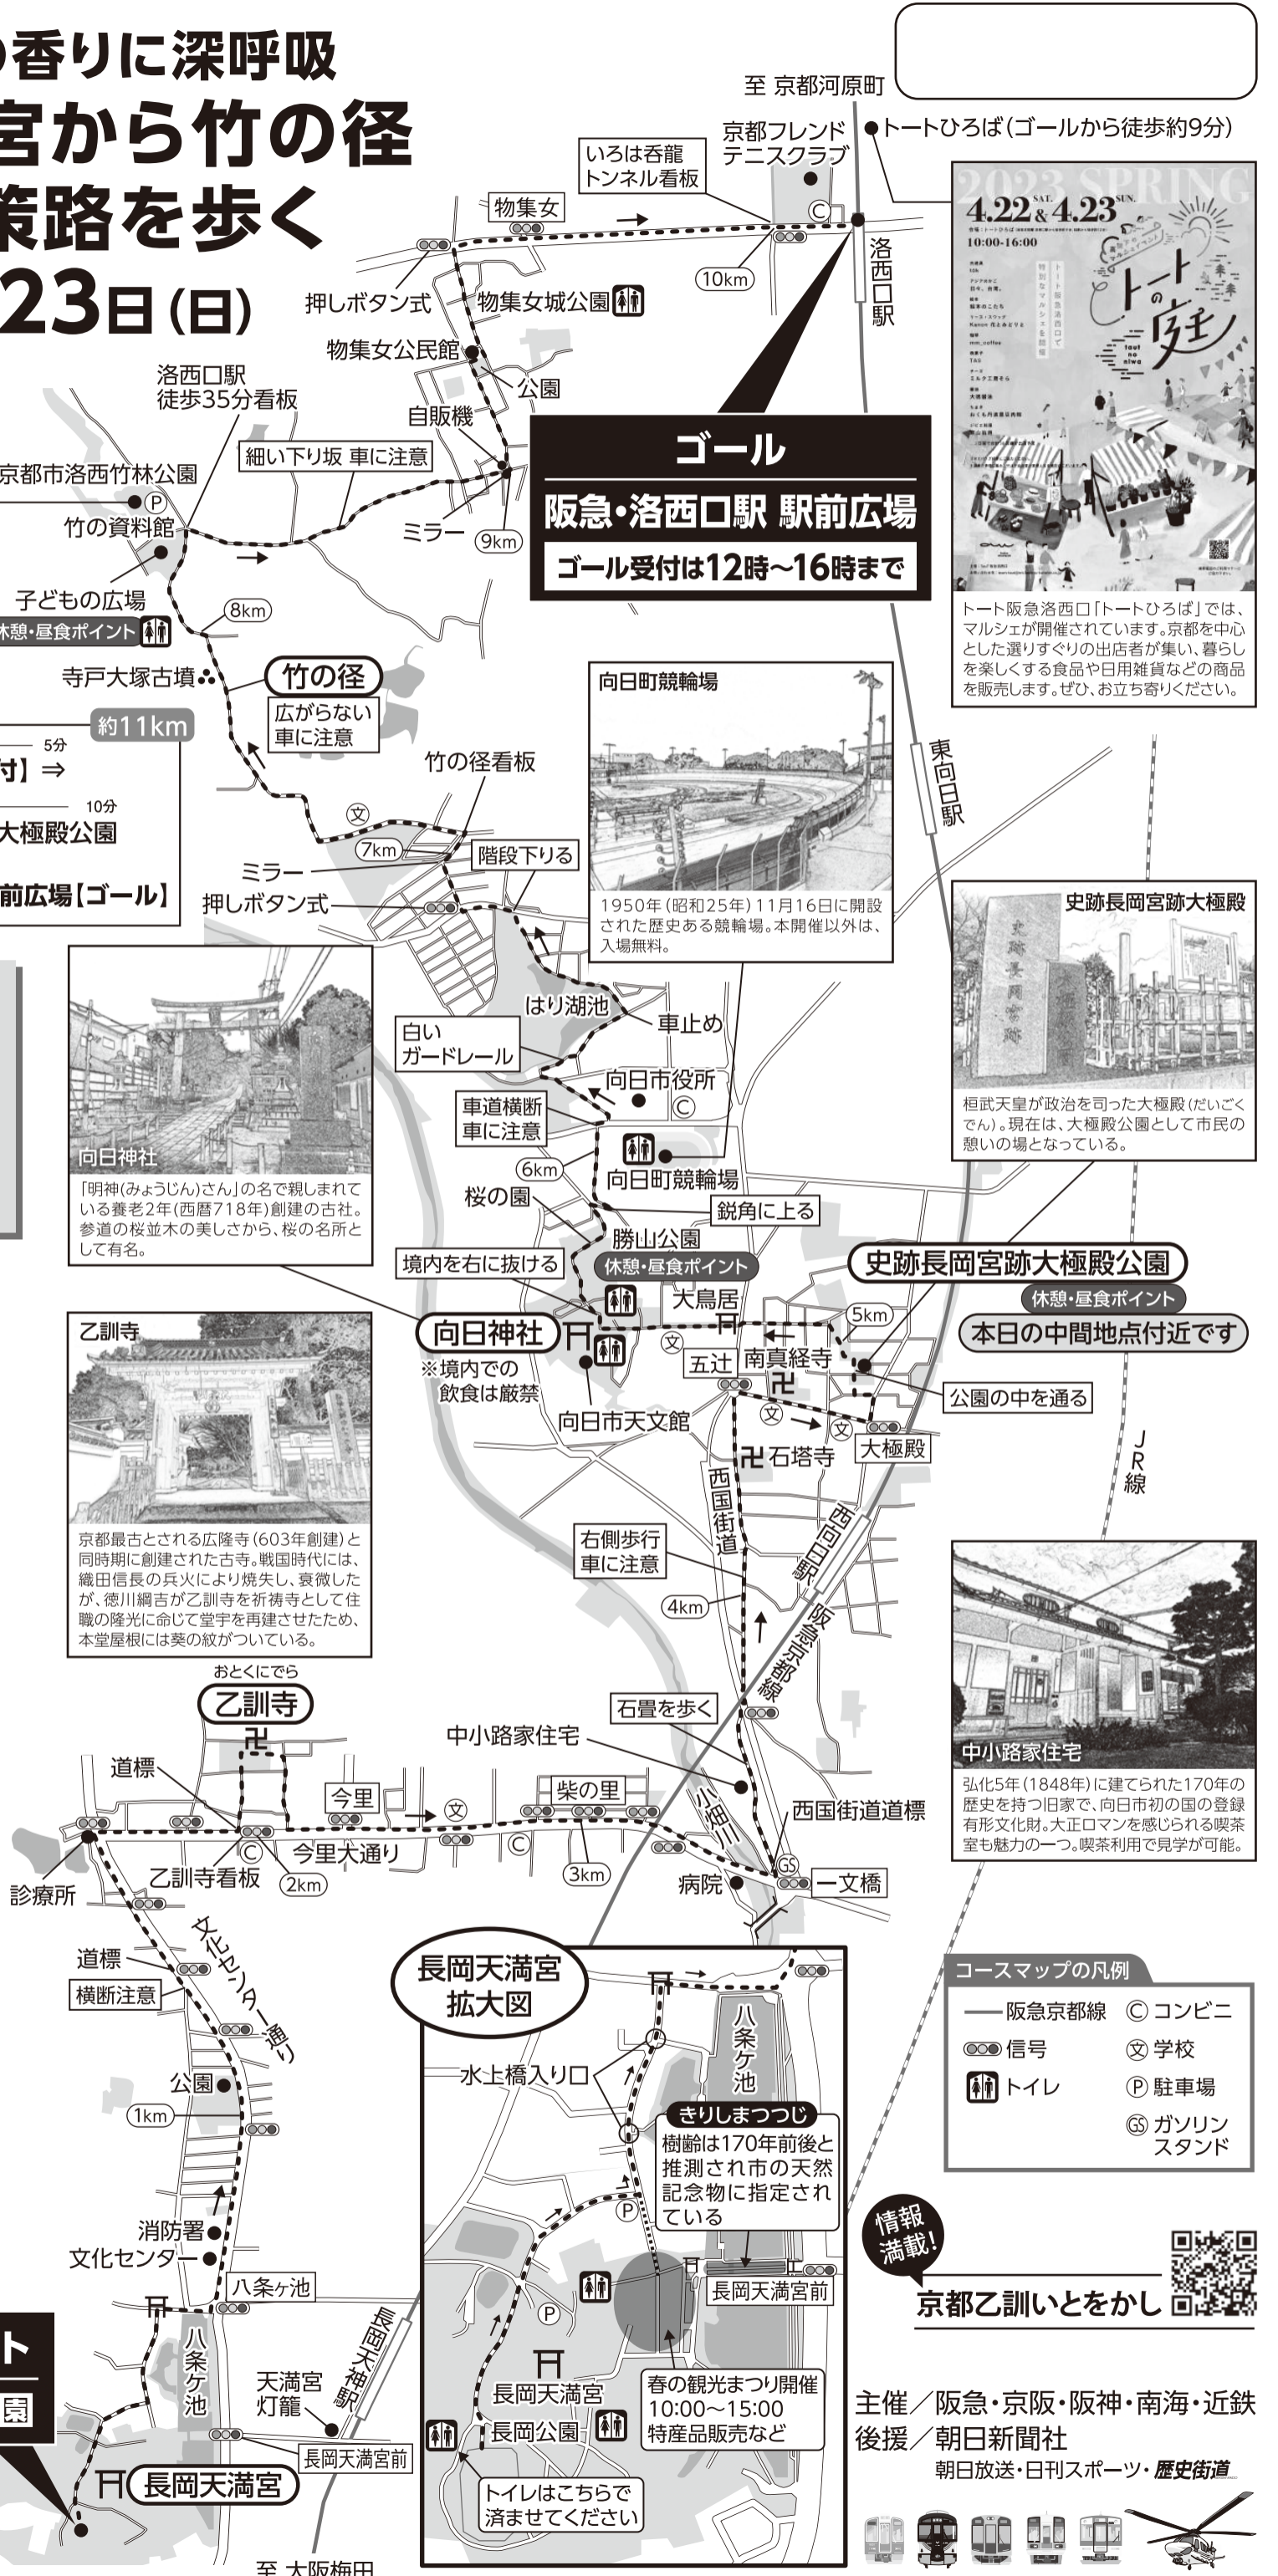 の香りに深呼吸
宮から竹の径
策路を歩く
23日(日)
至 京都河原町
トートひろば(ゴールから徒歩約9分)
京都フレンド
テニスクラブ
いろは呑龍
トンネル看板
物集女
C
押しボタン式
10km
洛西口駅
物集女城公園
物集女公民館
公園
自販機
洛西口駅
徒歩35分看板
細い下り坂 車に注意
京都市洛西竹林公園
P
竹の資料館
ミラー
9km
子どもの広場
休憩・昼食ポイント
8km
寺戸大塚古墳
竹の径
広がらない
車に注意
ゴール
阪急・洛西口駅 駅前広場
ゴール受付は12時〜16時まで
2023 SPRING
4.22 SAT. & 4.23 SUN.
10:00-16:00
トート阪急洛西口で
特別なマルシェを開催
トートの庭
taut
no
niwa
トート阪急洛西口「トートひろば」では、
マルシェが開催されています。京都を中心
とした選りすぐりの出店者が集い、暮らし
を楽しくする食品や日用雑貨などの商品
を販売します。ぜひ、お立ち寄りください。
約11km
5分
付】⇒
10分
大極殿公園
前広場【ゴール】
竹の径看板
文
7km
階段下りる
ミラー
押しボタン式
向日町競輪場
1950年(昭和25年)11月16日に開設
された歴史ある競輪場。本開催以外は、
入場無料。
東向日駅
史跡長岡宮跡大極殿
史跡長岡宮跡
桓武天皇が政治を司った大極殿(だいごく
でん)。現在は、大極殿公園として市民の
憩いの場となっている。
はり湖池
車止め
白い
ガードレール
向日市役所
C
車道横断
車に注意
6km
向日町競輪場
桜の園
鋭角に上る
勝山公園
休憩・昼食ポイント
境内を右に抜ける
向日神社
「明神(みょうじん)さん」の名で親しまれて
いる養老2年(西暦718年)創建の古社。
参道の桜並木の美しさから、桜の名所と
して有名。
史跡長岡宮跡大極殿公園
休憩・昼食ポイント
本日の中間地点付近です
大鳥居
5km
向日神社
※境内での
飲食は厳禁
文
五辻
南真経寺
公園の中を通る
向日市天文館
文
文
大極殿
石塔寺
西国街道
JR線
乙訓寺
京都最古とされる広隆寺(603年創建)と
同時期に創建された古寺。戦国時代には、
織田信長の兵火により焼失し、衰微した
が、徳川綱吉が乙訓寺を祈祷寺として住
職の隆光に命じて堂宇を再建させたため、
本堂屋根には葵の紋がついている。
右側歩行
車に注意
西向日駅
4km
阪急京都線
おとくにでら
乙訓寺
石畳を歩く
中小路家住宅
中小路家住宅
弘化5年(1848年)に建てられた170年の
歴史を持つ旧家で、向日市初の国の登録
有形文化財。大正ロマンを感じられる喫茶
室も魅力の一つ。喫茶利用で見学が可能。
道標
今里
文
柴の里
小畑川
西国街道道標
C
今里大通り
C
GS
診療所
乙訓寺看板
2km
3km
病院
一文橋
文化センター通り
道標
横断注意
公園
1km
消防署
文化センター
八条ヶ池
八条ケ池
長岡天神駅
天満宮
灯籠
長岡天満宮前
長岡天満宮
至 大阪梅田
ト
園
長岡天満宮
拡大図
八条ケ池
水上橋入り口
きりしまつつじ
樹齢は170年前後と
推測され市の天然
記念物に指定され
ている
P
長岡天満宮前
P
長岡天満宮
長岡公園
春の観光まつり開催
10:00〜15:00
特産品販売など
トイレはこちらで
済ませてください
コースマップの凡例
阪急京都線
C コンビニ
信号
文 学校
トイレ
P 駐車場
GS ガソリン
スタンド
情報
満載!
京都乙訓いとをかし
主催/阪急・京阪・阪神・南海・近鉄
後援/朝日新聞社
朝日放送・日刊スポーツ・歴史街道